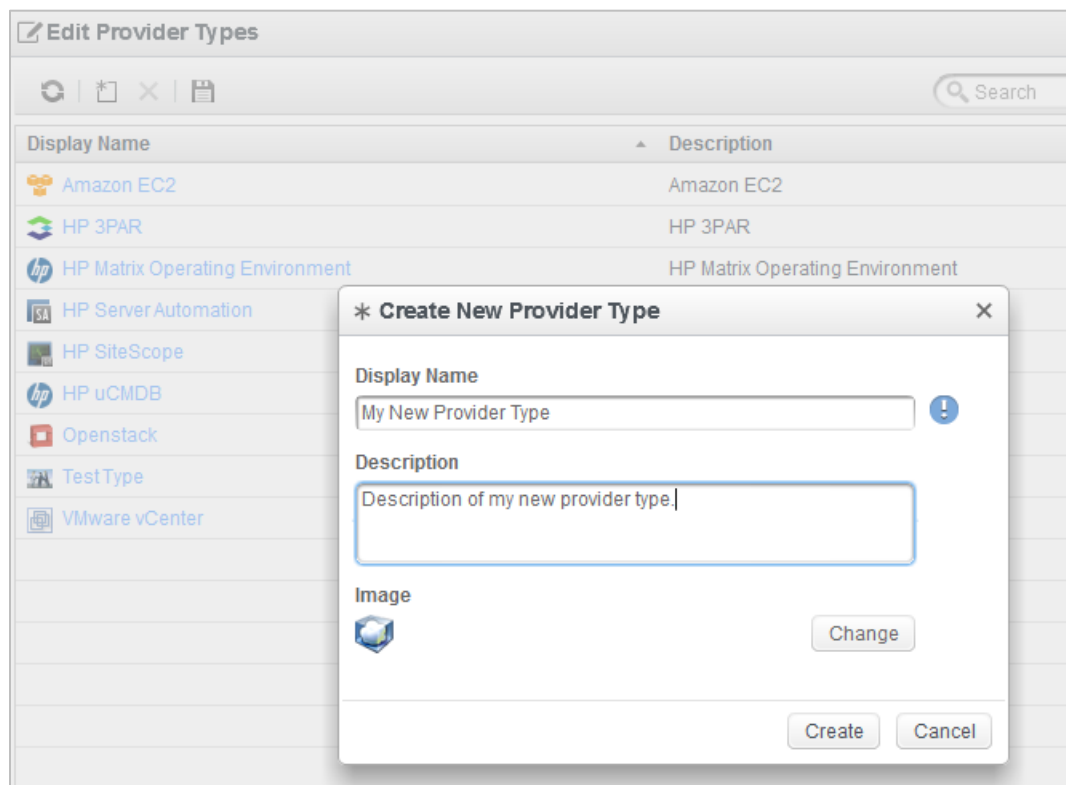 Edit Provider Types
Search
Display Name Description
Amazon EC2 Amazon EC2
HP 3PAR HP 3PAR
HP Matrix Operating Environment HP Matrix Operating Environment
HP Server Automation
HP SiteScope
HP uCMDB
Openstack
Test Type
VMware vCenter
Create New Provider Type
Display Name
My New Provider Type
Description
Description of my new provider type.
Image
Change
Create Cancel